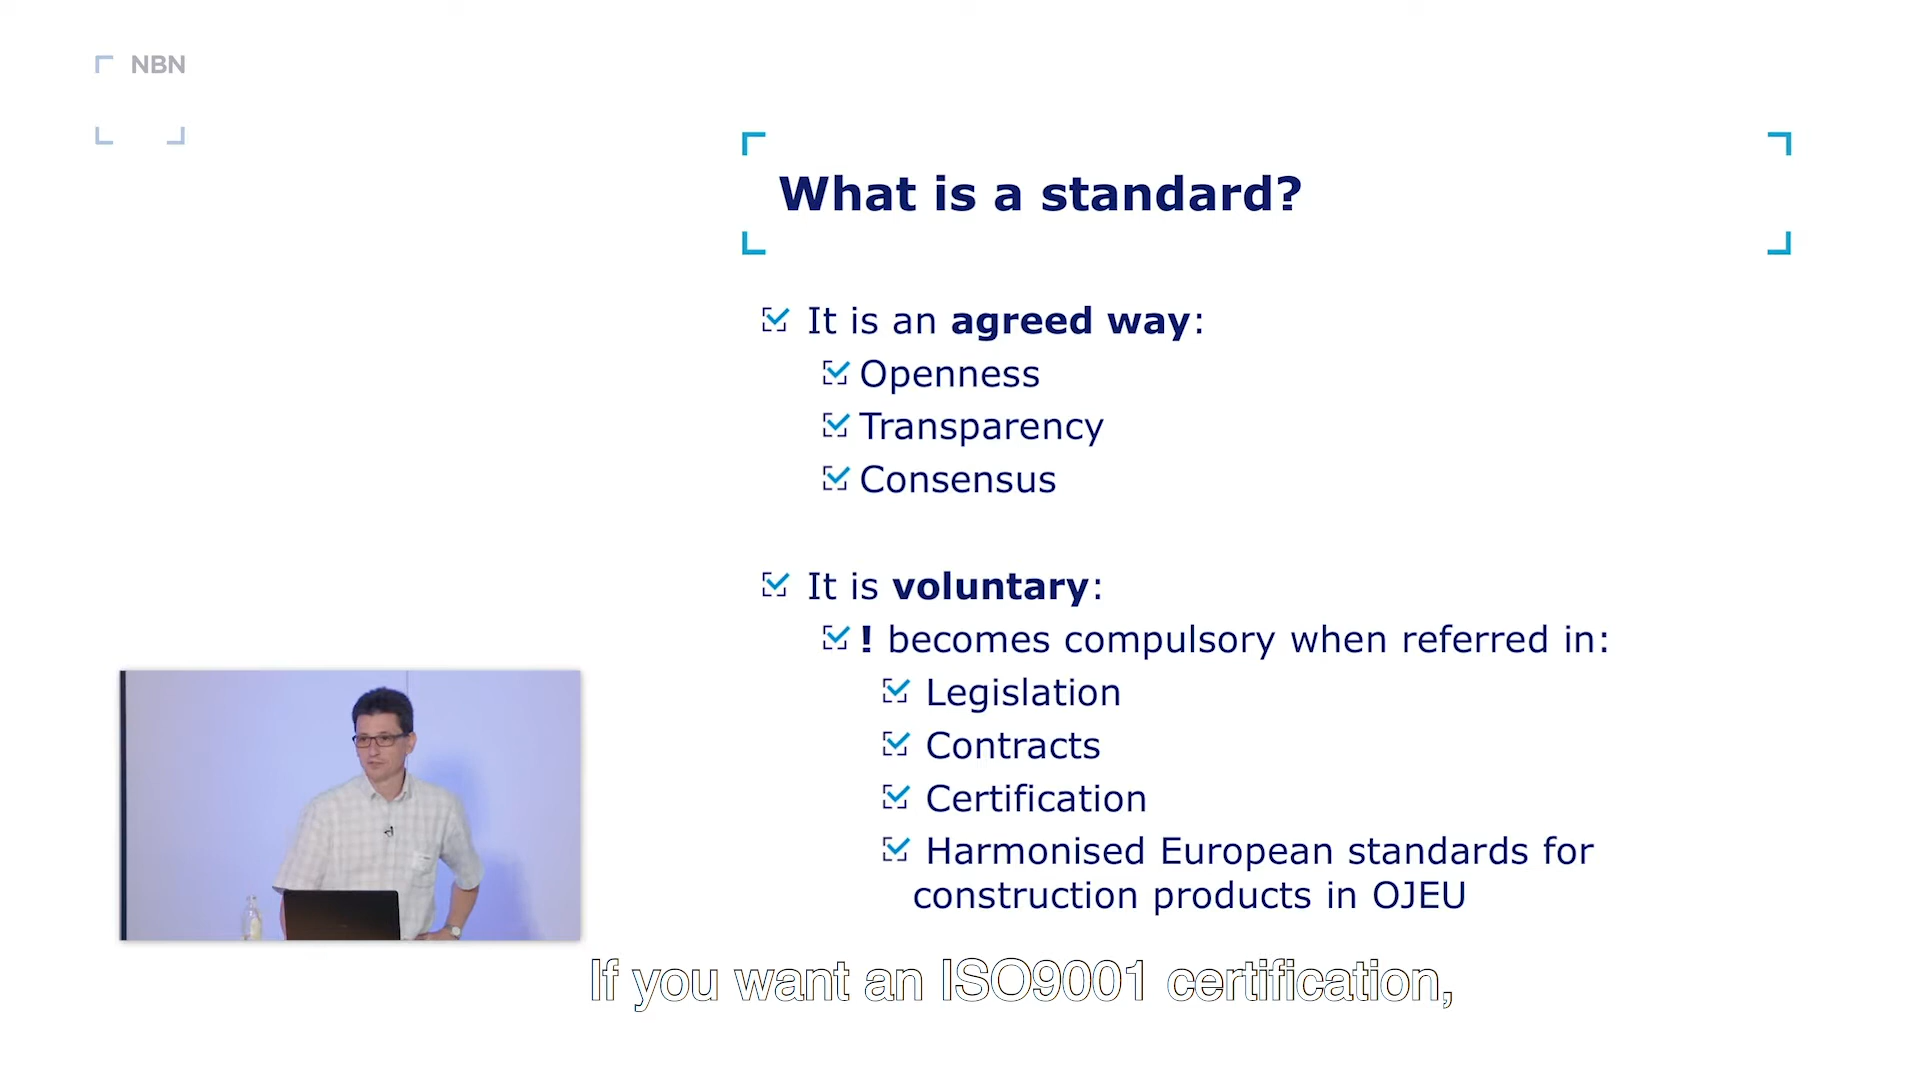 NBN
What is a standard?
It is an agreed way:
Openness
Transparency
Consensus
It is voluntary:
! becomes compulsory when referred in:
Legislation
Contracts
Certification
Harmonised European standards for
construction products in OJEU
If you want an ISO9001 certification,